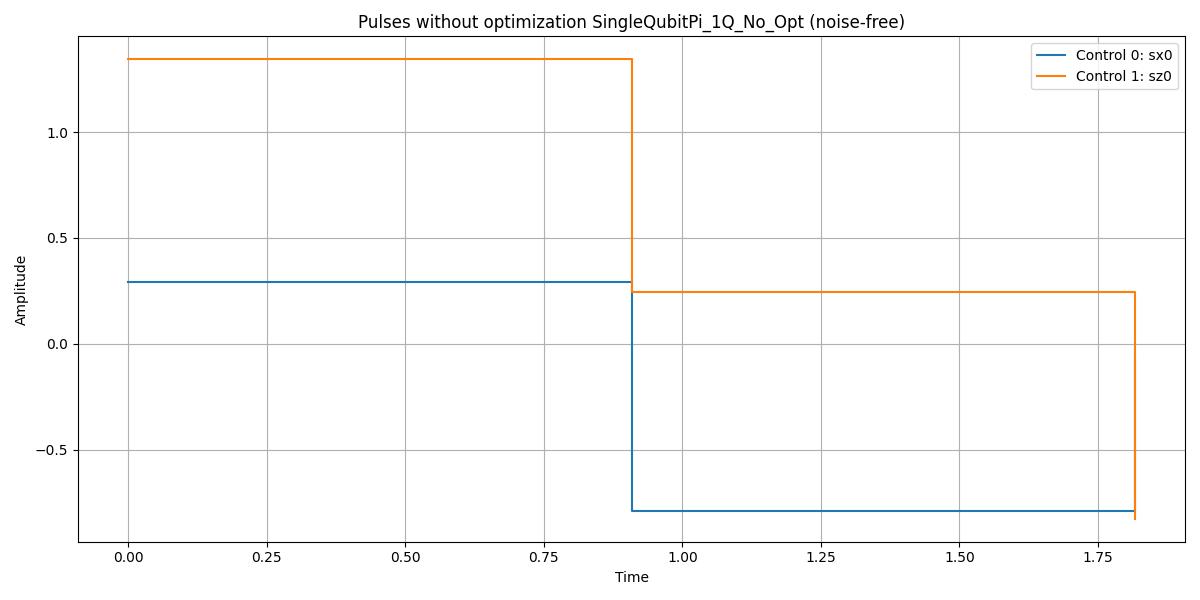 Pulses without optimization SingleQubitPi_1Q_No_Opt (noise-free)
Control 0: sx0
Control 1: sz0
Amplitude
1.0
0.5
0.0
−0.5
0.00 0.25 0.50 0.75 1.00 1.25 1.50 1.75
Time